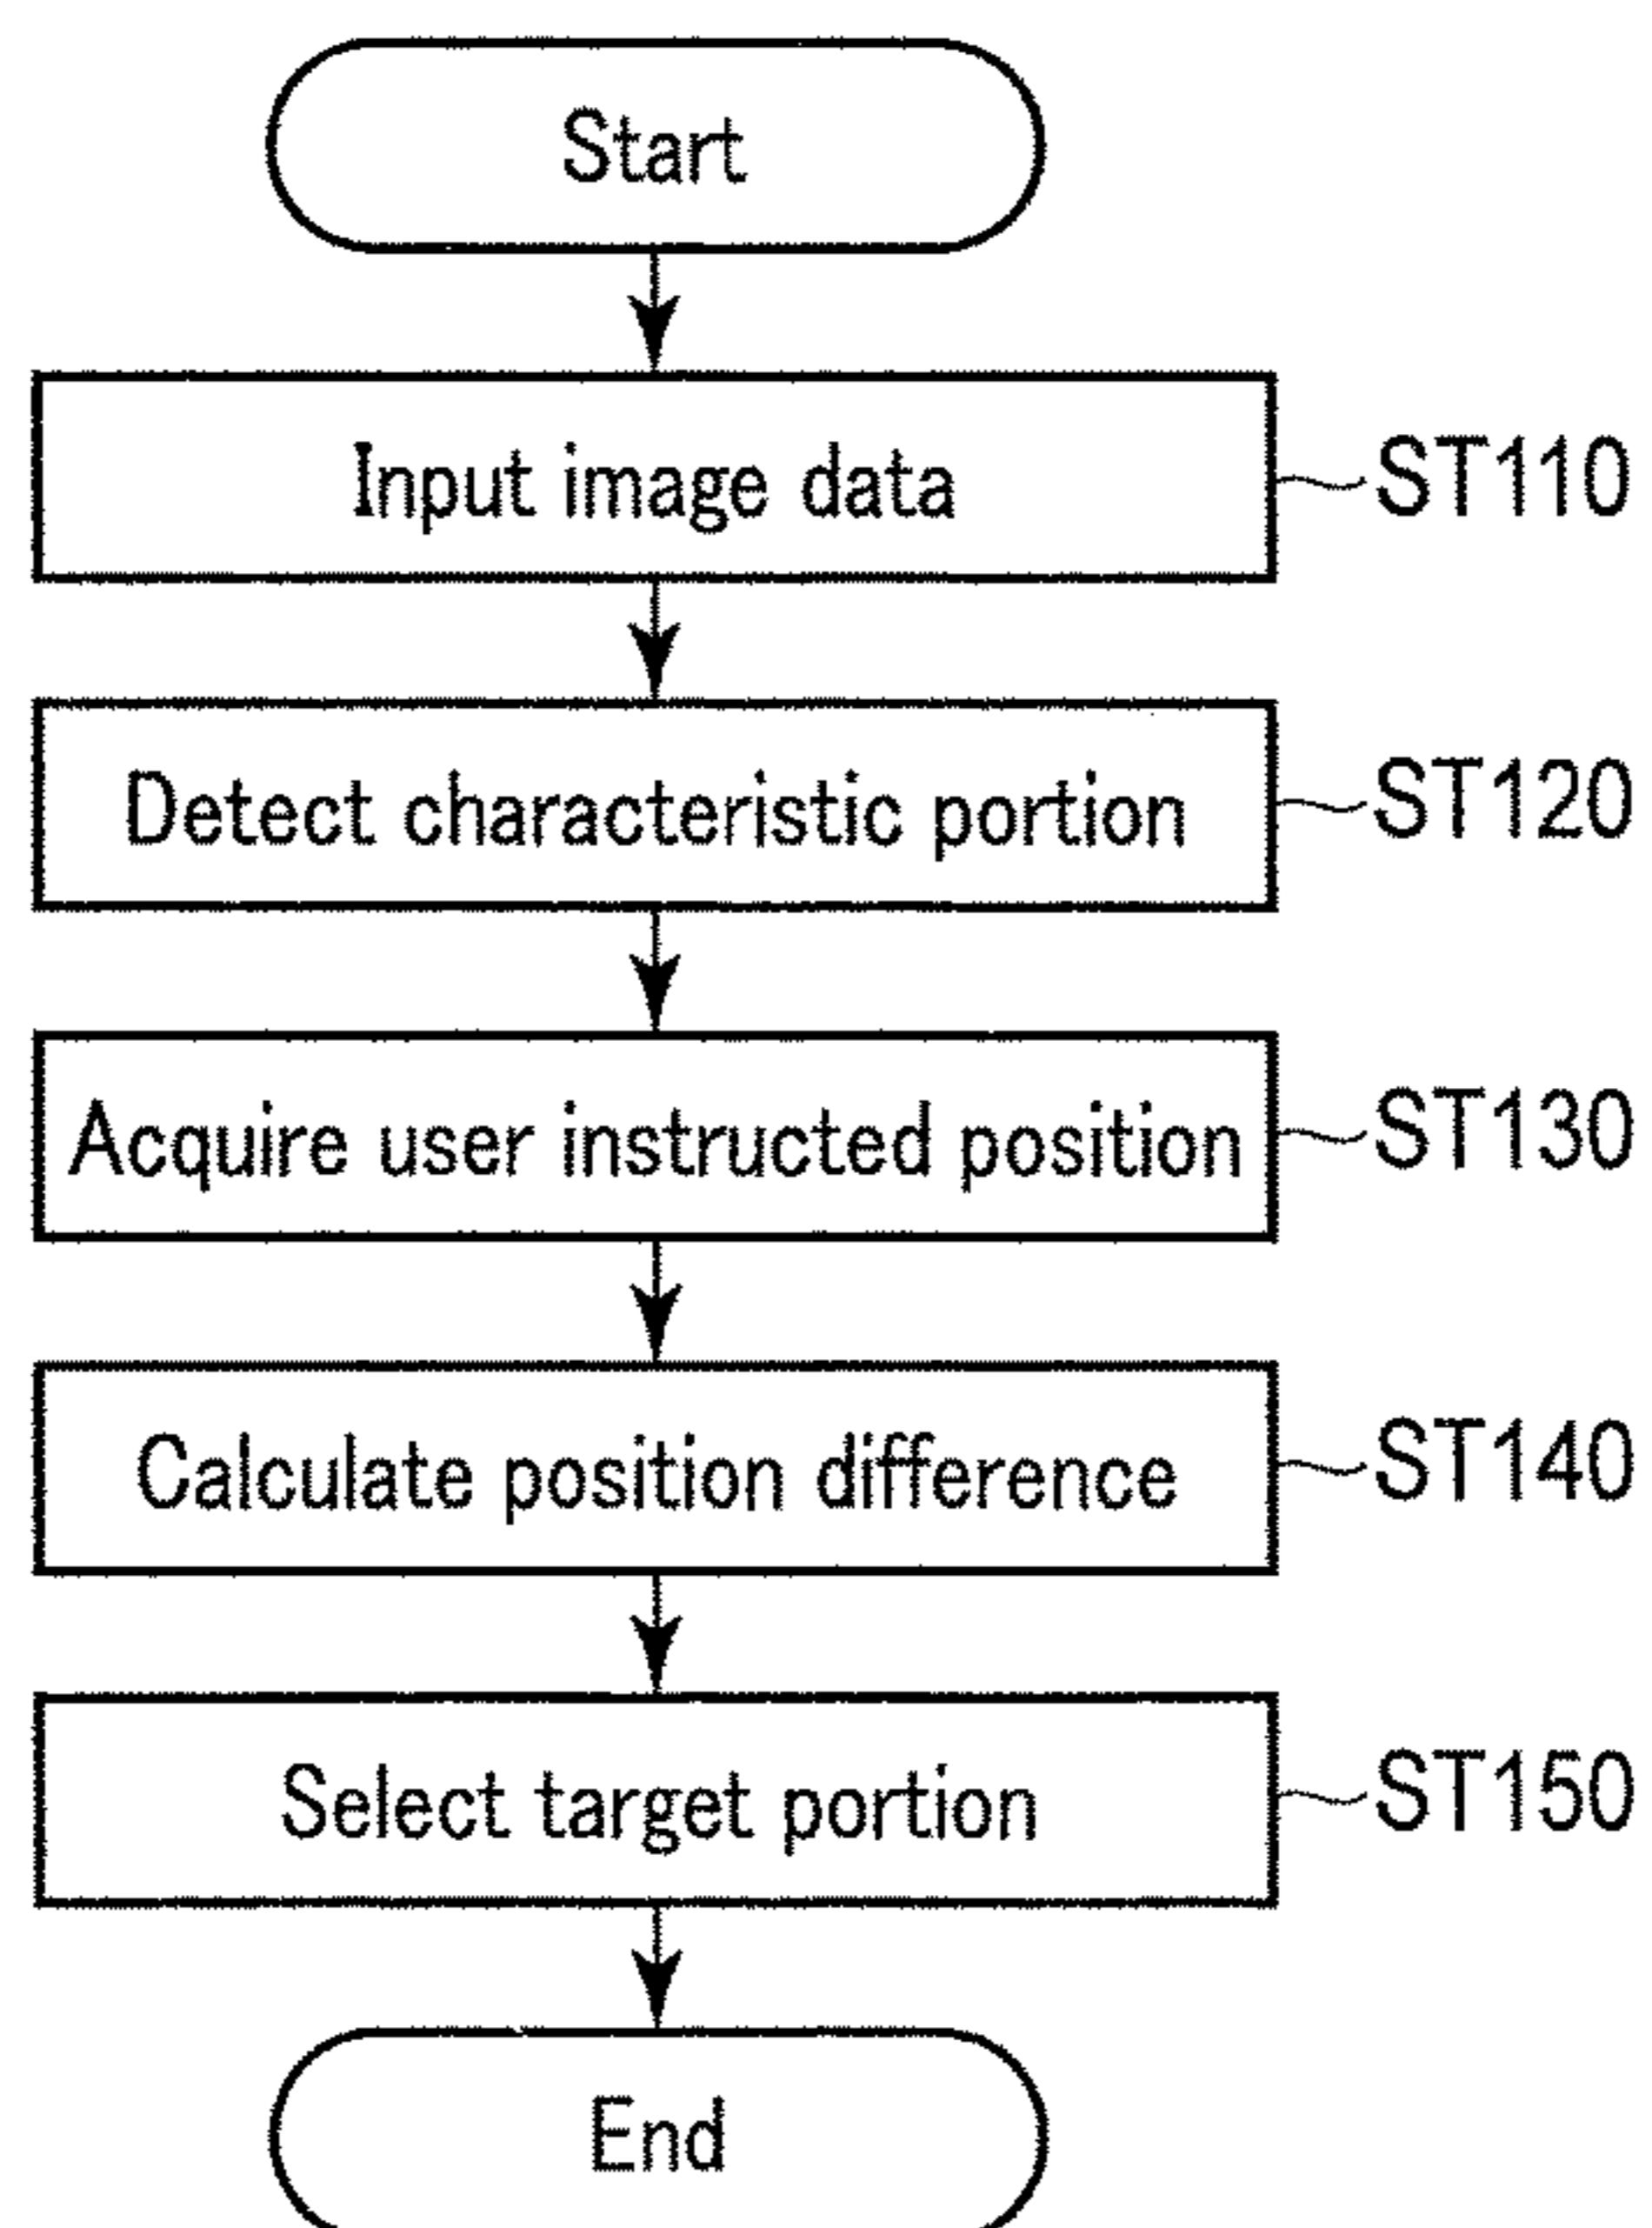 Start
Input image data
ST110
Detect characteristic portion
ST120
Acquire user instructed position
ST130
Calculate position difference
ST140
Select target portion
ST150
End